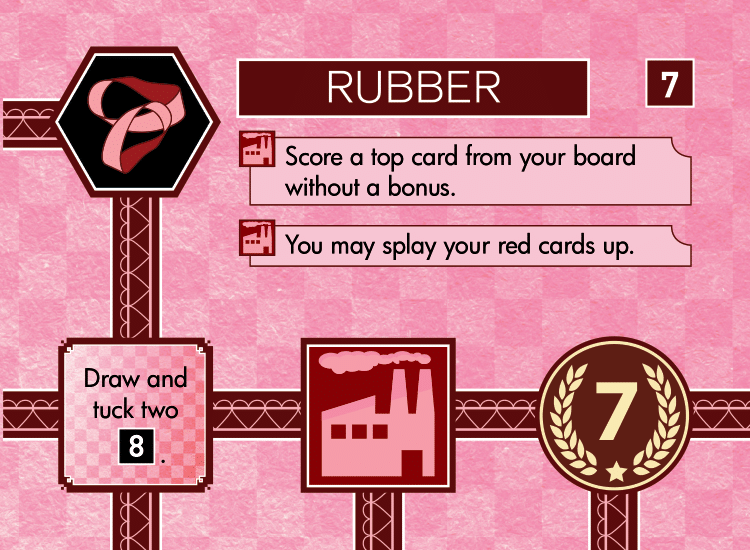 RUBBER
7
Score a top card from your board
without a bonus.
You may splay your red cards up.
Draw and
tuck two
8 .
7